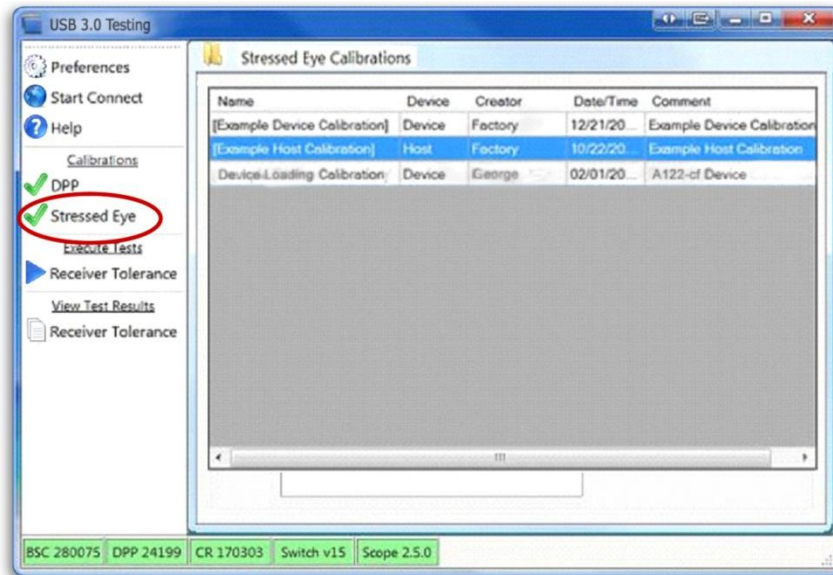 USB 3.0 Testing
Preferences
Start Connect
Help
Calibrations
DPP
Stressed Eye
Execute Tests
Receiver Tolerance
View Test Results
Receiver Tolerance
Stressed Eye Calibrations
Name Device Creator Date/Time Comment
[Example Device Calibration] Device Factory 12/21/20... Example Device Calibration
[Example Host Calibration] Host Factory 10/22/20... Example Host Calibration
Device Loading Calibration Device George 02/01/20... A122-cf Device
BSC 280075 DPP 24199 CR 170303 Switch v15 Scope 2.5.0